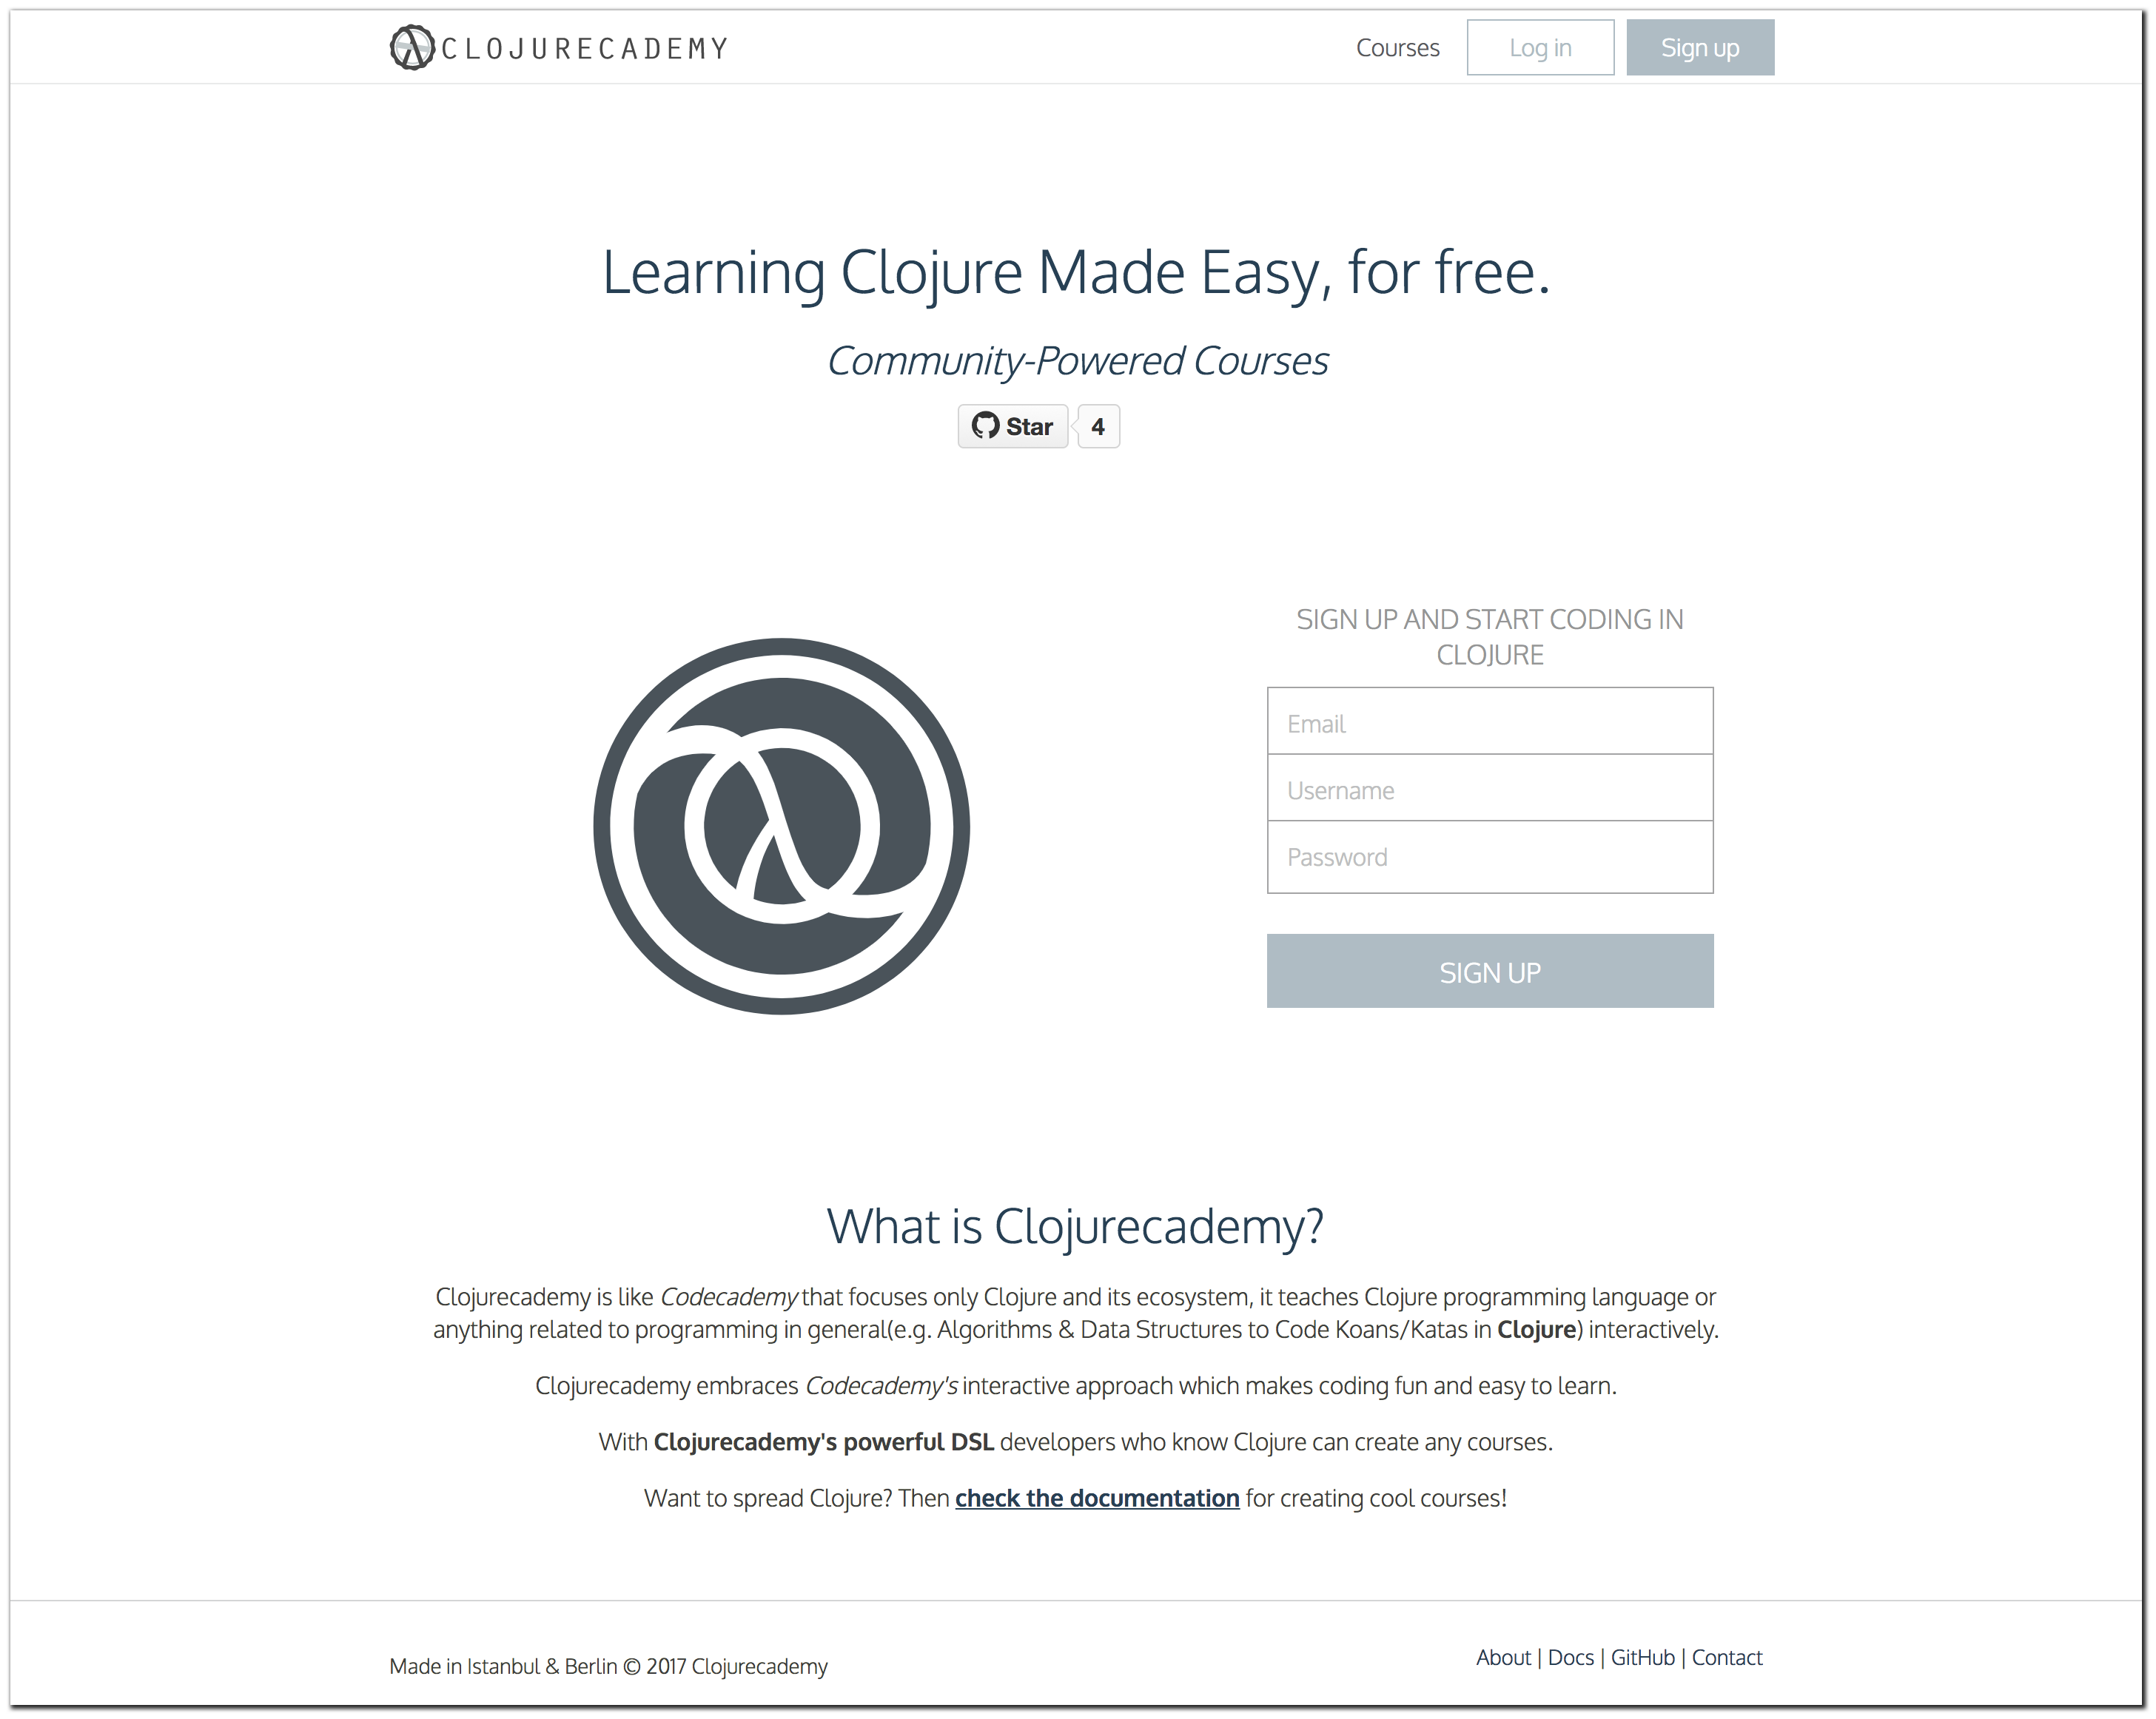 CLOJURECADEMY
Courses
Log in
Sign up
Learning Clojure Made Easy, for free.
Community-Powered Courses
Star
4
SIGN UP AND START CODING IN
CLOJURE
Email
Username
Password
SIGN UP
What is Clojurecademy?
Clojurecademy is like Codecademy that focuses only Clojure and its ecosystem, it teaches Clojure programming language or
anything related to programming in general(e.g. Algorithms & Data Structures to Code Koans/Katas in Clojure) interactively.
Clojurecademy embraces Codecademy's interactive approach which makes coding fun and easy to learn.
With Clojurecademy's powerful DSL developers who know Clojure can create any courses.
Want to spread Clojure? Then check the documentation for creating cool courses!
Made in Istanbul & Berlin © 2017 Clojurecademy
About | Docs | GitHub | Contact